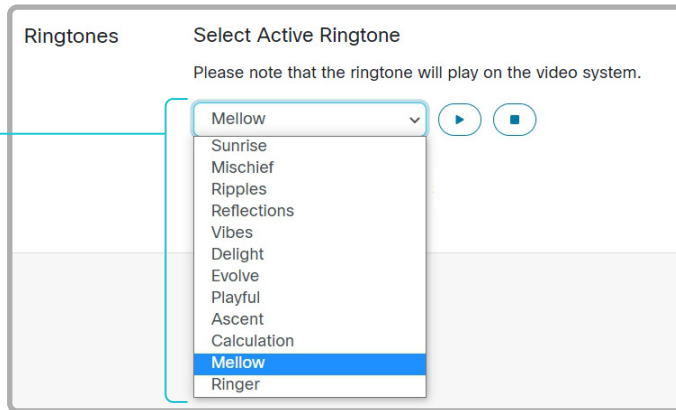 Ringtones
Select Active Ringtone
Please note that the ringtone will play on the video system.
Mellow
Sunrise
Mischief
Ripples
Reflections
Vibes
Delight
Evolve
Playful
Ascent
Calculation
Mellow
Ringer